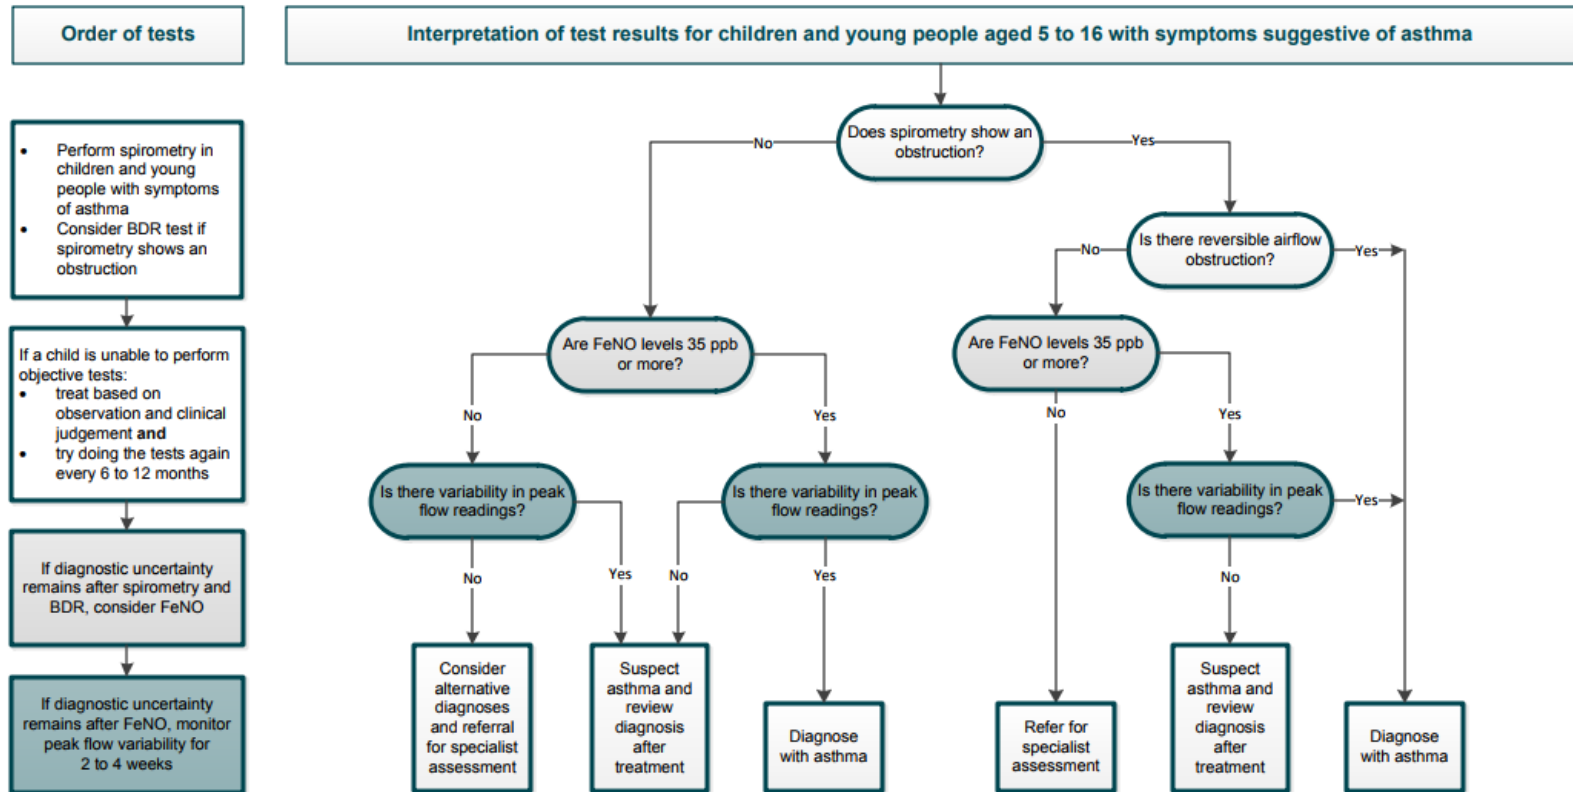 Order of tests
Interpretation of test results for children and young people aged 5 to 16 with symptoms suggestive of asthma
• Perform spirometry in
children and young
people with symptoms
of asthma
• Consider BDR test if
spirometry shows an
obstruction
If a child is unable to perform
objective tests:
• treat based on
observation and clinical
judgement and
• try doing the tests again
every 6 to 12 months
If diagnostic uncertainty
remains after spirometry and
BDR, consider FeNO
If diagnostic uncertainty
remains after FeNO, monitor
peak flow variability for
2 to 4 weeks
Does spirometry show an
obstruction?
No
Yes
Is there reversible airflow
obstruction?
No
Yes
Are FeNO levels 35 ppb
or more?
No
Yes
Are FeNO levels 35 ppb
or more?
No
Yes
Is there variability in peak
flow readings?
No
Yes
Is there variability in peak
flow readings?
No
Yes
Is there variability in peak
flow readings?
Yes
No
Consider
alternative
diagnoses
and referral
for specialist
assessment
Suspect
asthma and
review
diagnosis
after
treatment
Diagnose
with asthma
Refer for
specialist
assessment
Suspect
asthma and
review
diagnosis
after
treatment
Diagnose
with asthma